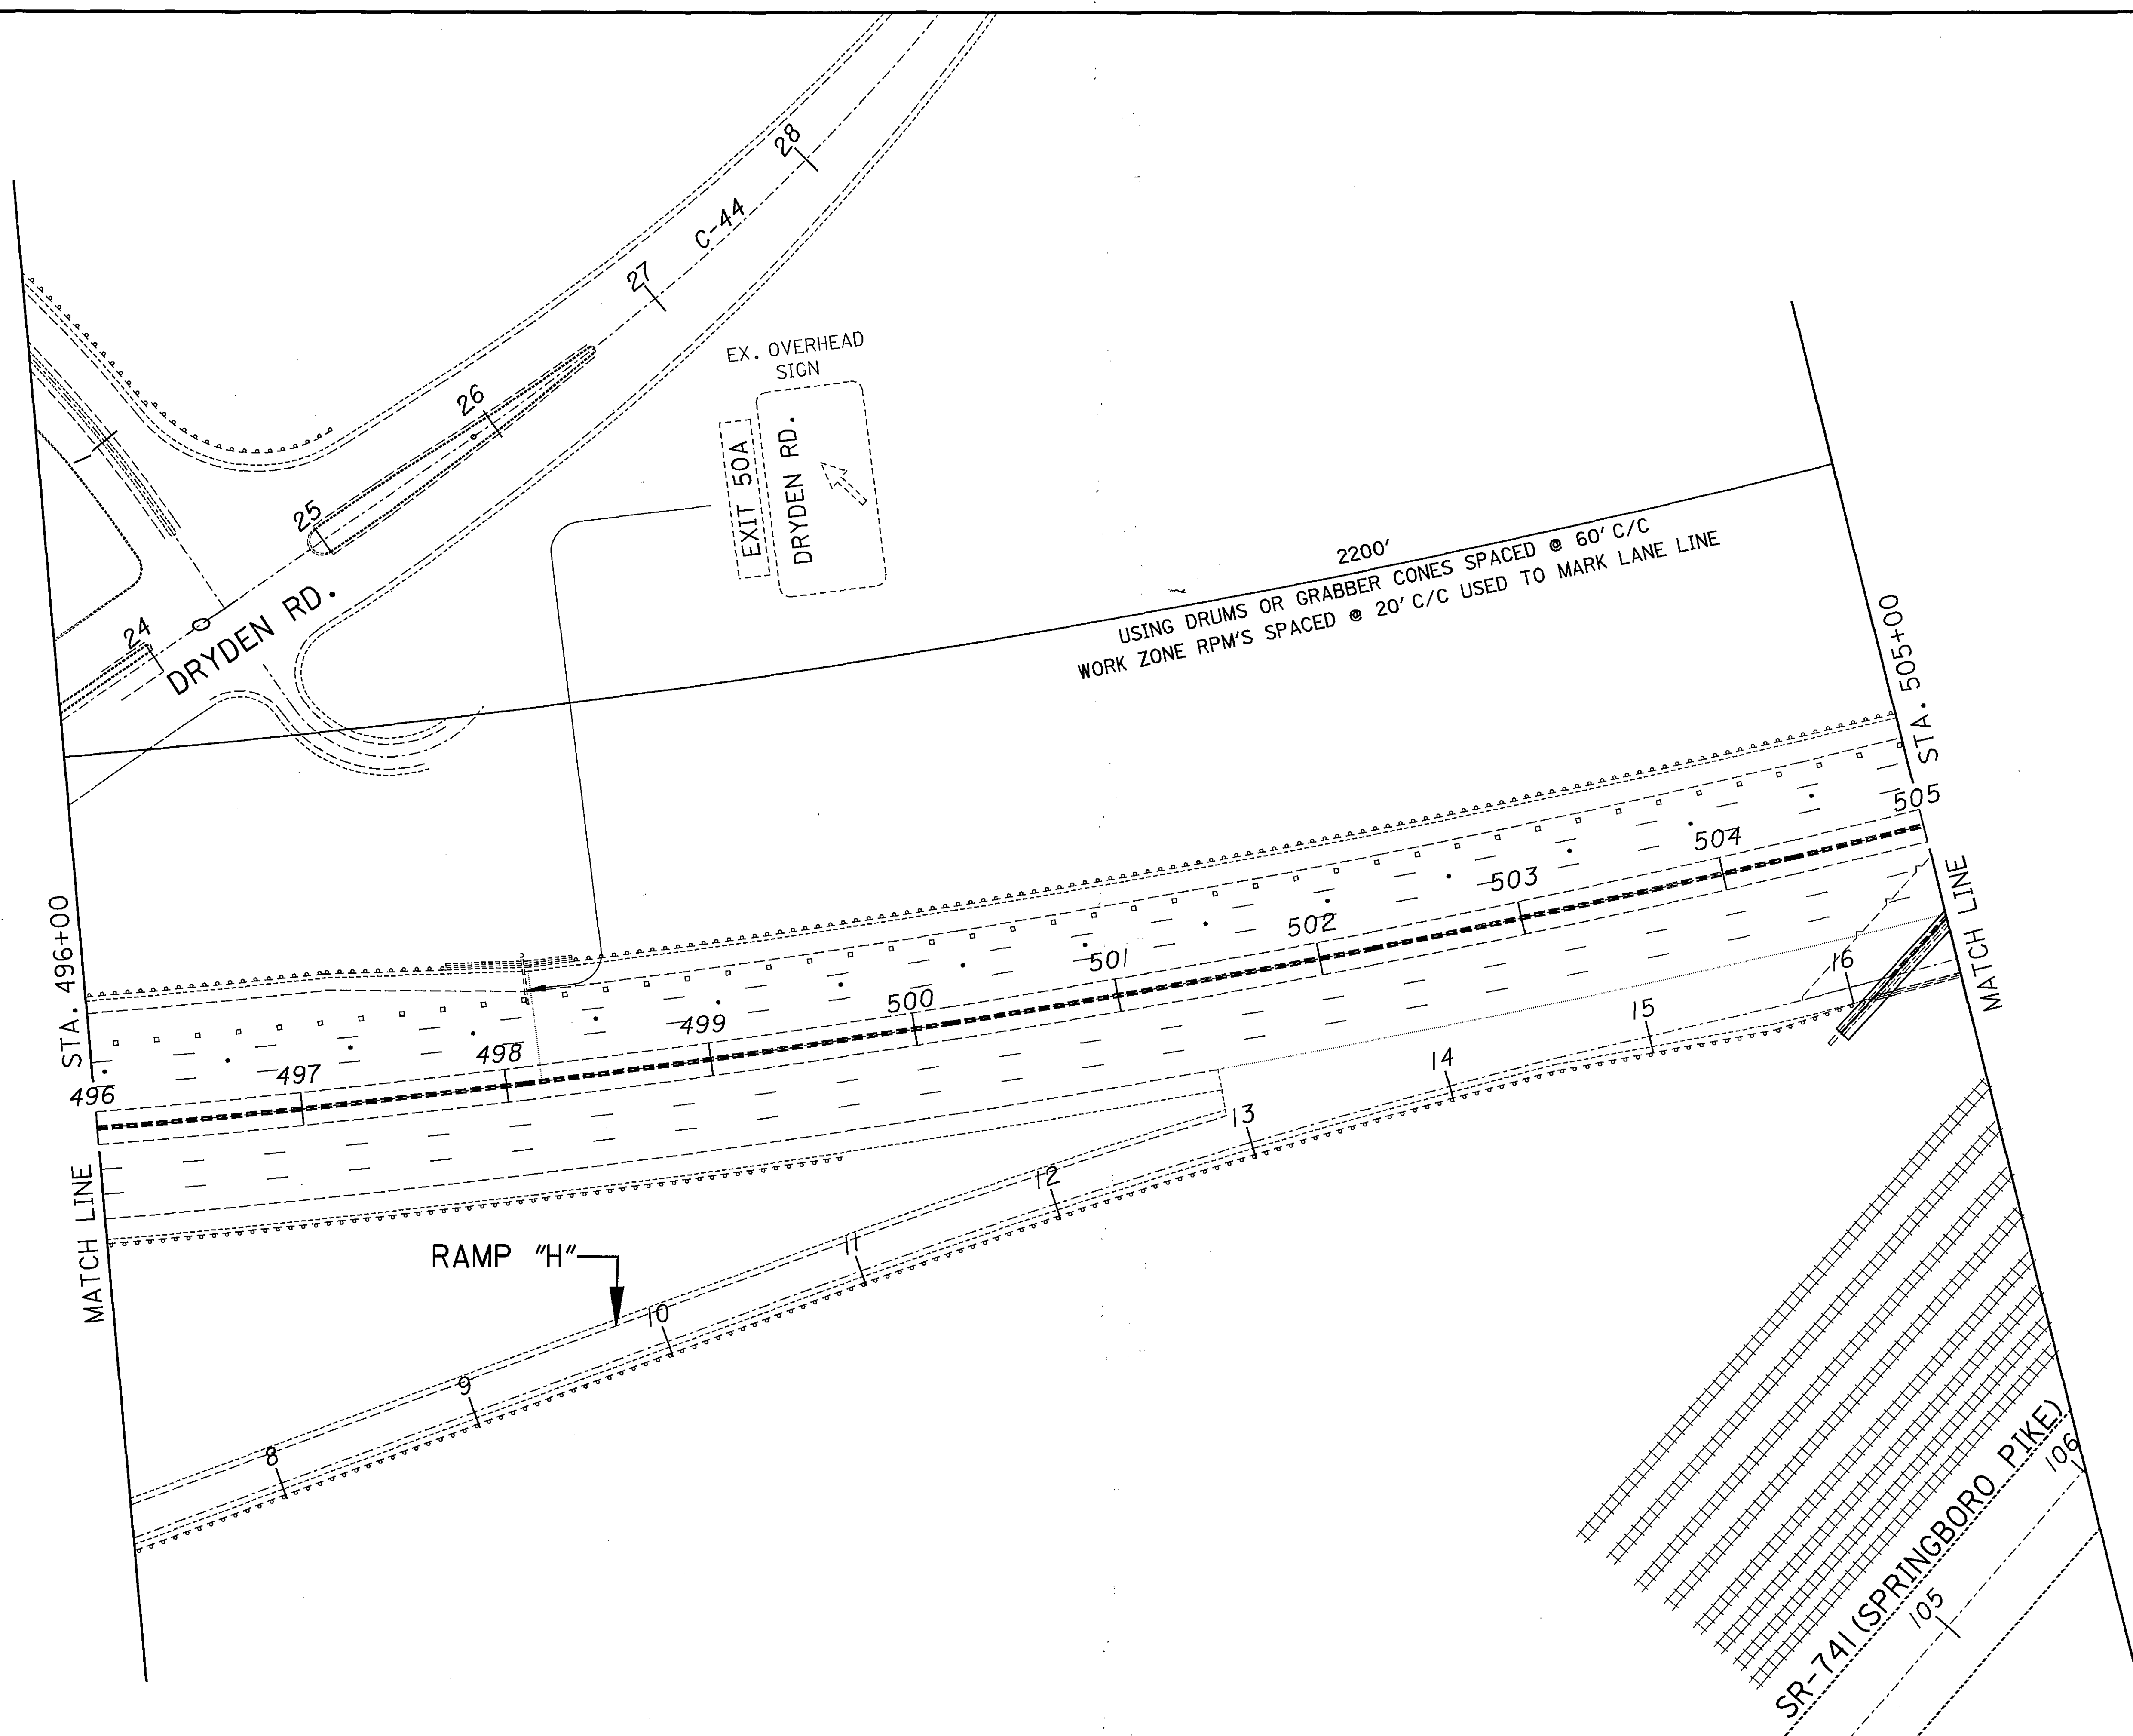 28
C-44
27
26
25
24
DRYDEN RD.
EX. OVERHEAD
SIGN
EXIT 50A
DRYDEN RD.
2200'
USING DRUMS OR GRABBER CONES SPACED @ 60' C/C
WORK ZONE RPM'S SPACED @ 20' C/C USED TO MARK LANE LINE
STA. 496+00
MATCH LINE
STA. 505+00
MATCH LINE
496
497
498
499
500
501
502
503
504
505
RAMP "H"
8
9
10
11
12
13
14
15
16
SR-741 (SPRINGBORO PIKE)
105
106